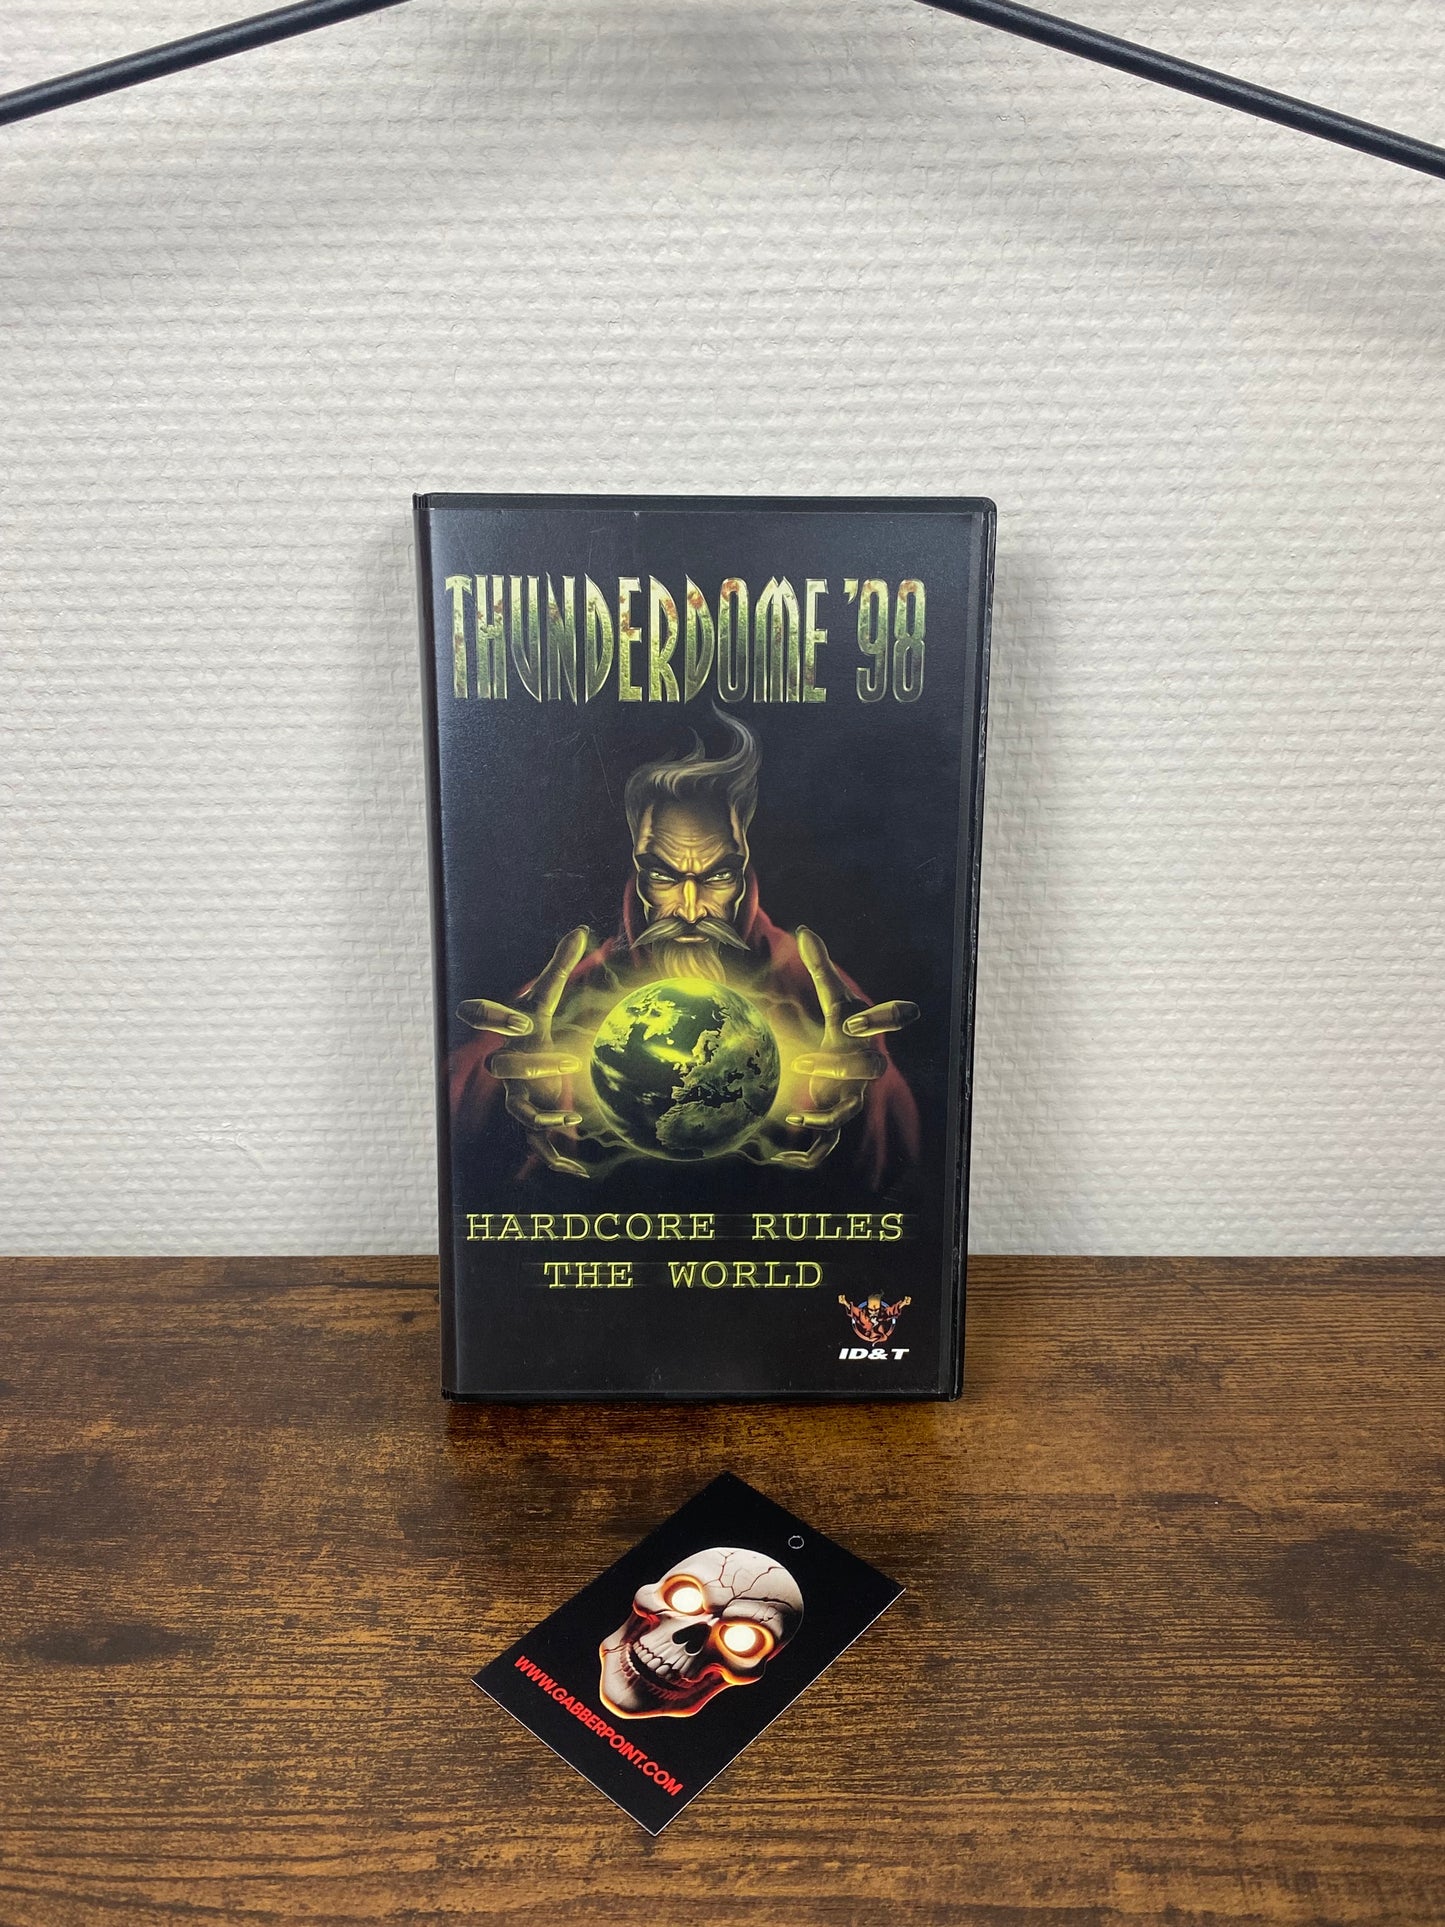 THUNDERDOME '98
HARDCORE RULES
THE WORLD
ID&T
WWW.GABBERPOINT.COM